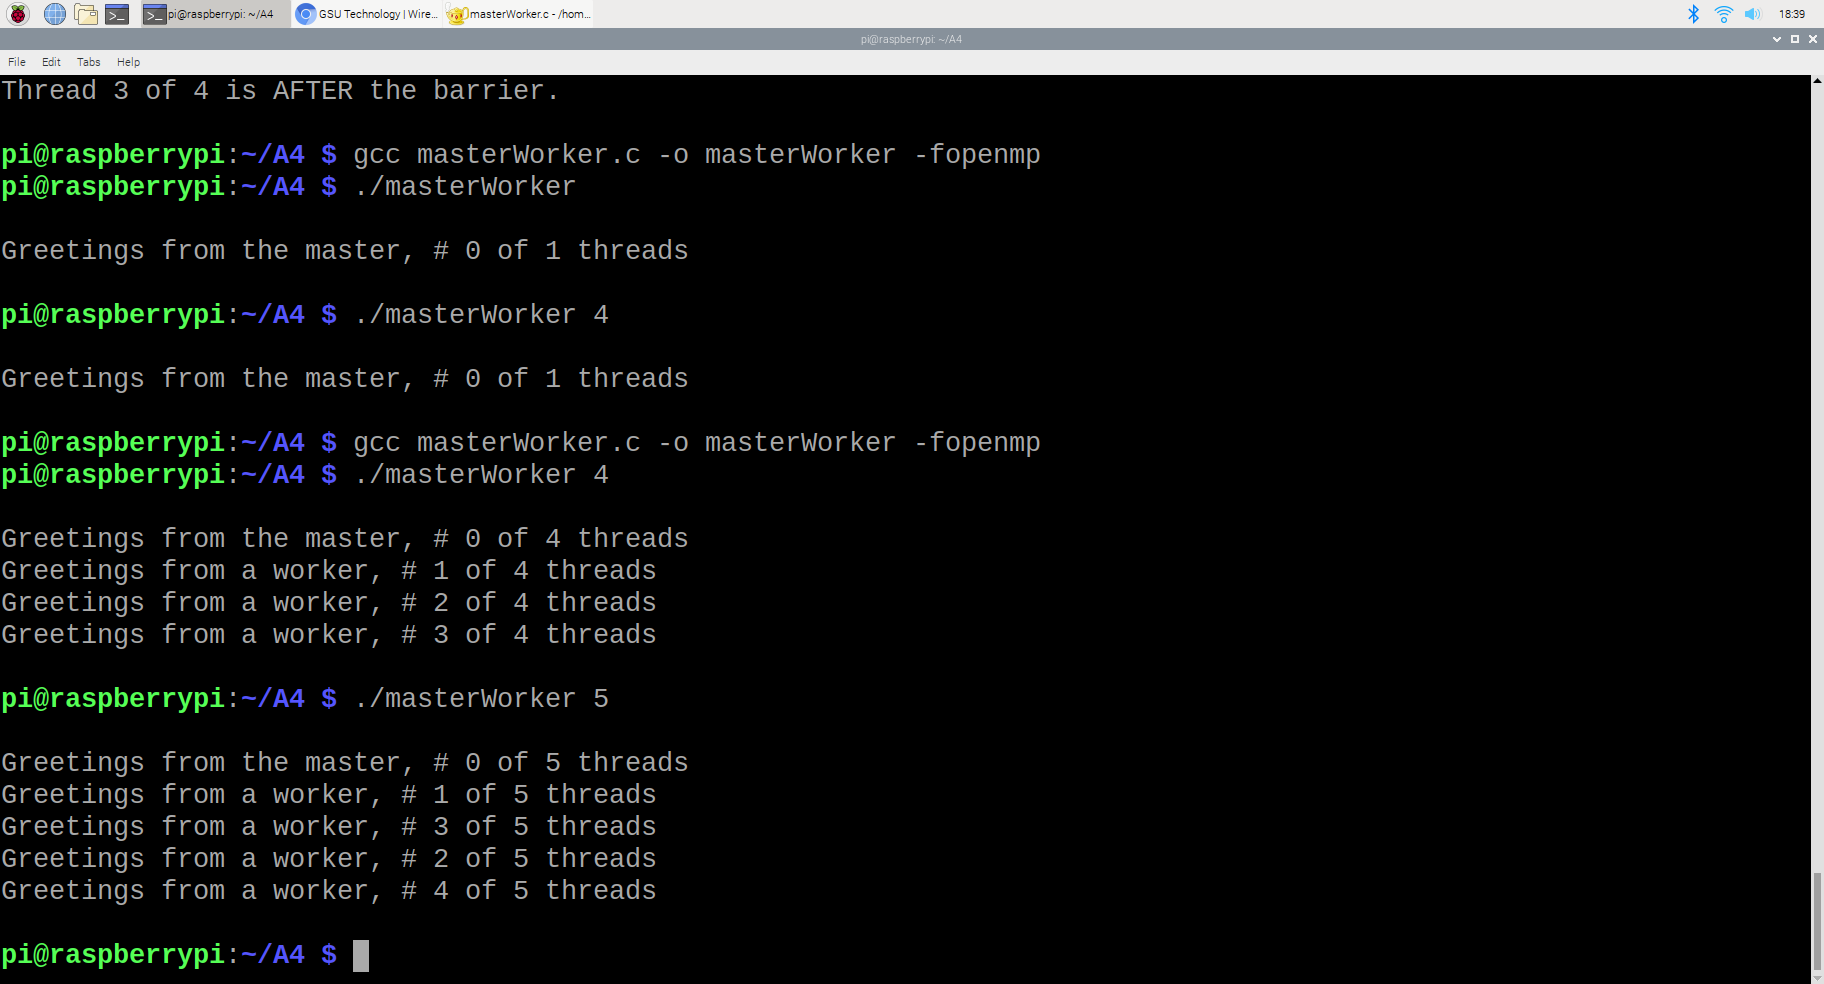 pi@raspberrypi: ~/A4
GSU Technology | Wire...
masterWorker.c - /hom...
18:39
pi@raspberrypi: ~/A4
File Edit Tabs Help
Thread 3 of 4 is AFTER the barrier.
pi@raspberrypi:~/A4 $ gcc masterWorker.c -o masterWorker -fopenmp
pi@raspberrypi:~/A4 $ ./masterWorker
Greetings from the master, # 0 of 1 threads
pi@raspberrypi:~/A4 $ ./masterWorker 4
Greetings from the master, # 0 of 1 threads
pi@raspberrypi:~/A4 $ gcc masterWorker.c -o masterWorker -fopenmp
pi@raspberrypi:~/A4 $ ./masterWorker 4
Greetings from the master, # 0 of 4 threads
Greetings from a worker, # 1 of 4 threads
Greetings from a worker, # 2 of 4 threads
Greetings from a worker, # 3 of 4 threads
pi@raspberrypi:~/A4 $ ./masterWorker 5
Greetings from the master, # 0 of 5 threads
Greetings from a worker, # 1 of 5 threads
Greetings from a worker, # 3 of 5 threads
Greetings from a worker, # 2 of 5 threads
Greetings from a worker, # 4 of 5 threads
pi@raspberrypi:~/A4 $